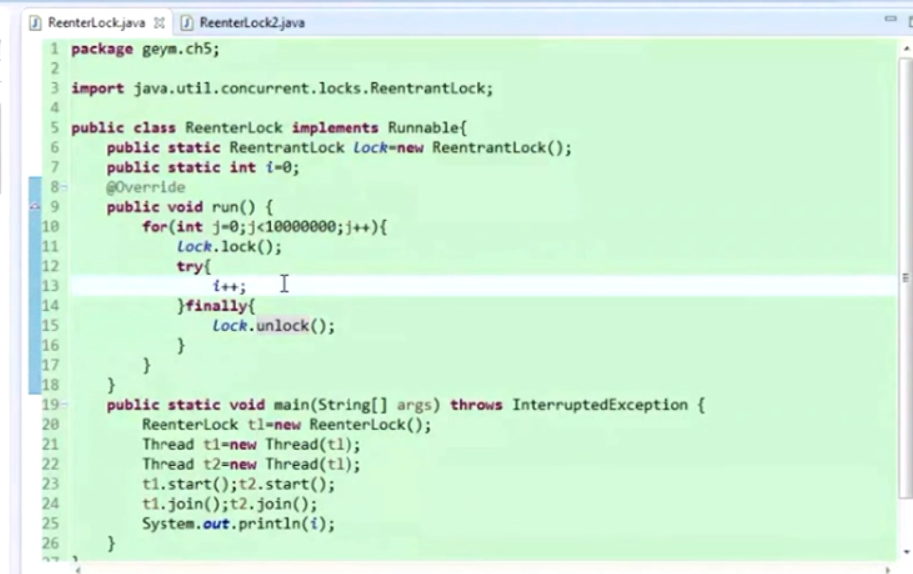 ReenterLock.java ReenterLock2.java
1 package geym.ch5;
2
3 import java.util.concurrent.locks.ReentrantLock;
4
5 public class ReenterLock implements Runnable{
6 public static ReentrantLock lock=new ReentrantLock();
7 public static int i=0;
8 @Override
9 public void run() {
10 for(int j=0;j<10000000;j++){
11 lock.lock();
12 try{
13 i++;
14 }finally{
15 lock.unlock();
16 }
17 }
18 }
19 public static void main(String[] args) throws InterruptedException {
20 ReenterLock tl=new ReenterLock();
21 Thread t1=new Thread(tl);
22 Thread t2=new Thread(tl);
23 t1.start();t2.start();
24 t1.join();t2.join();
25 System.out.println(i);
26 }
27 }